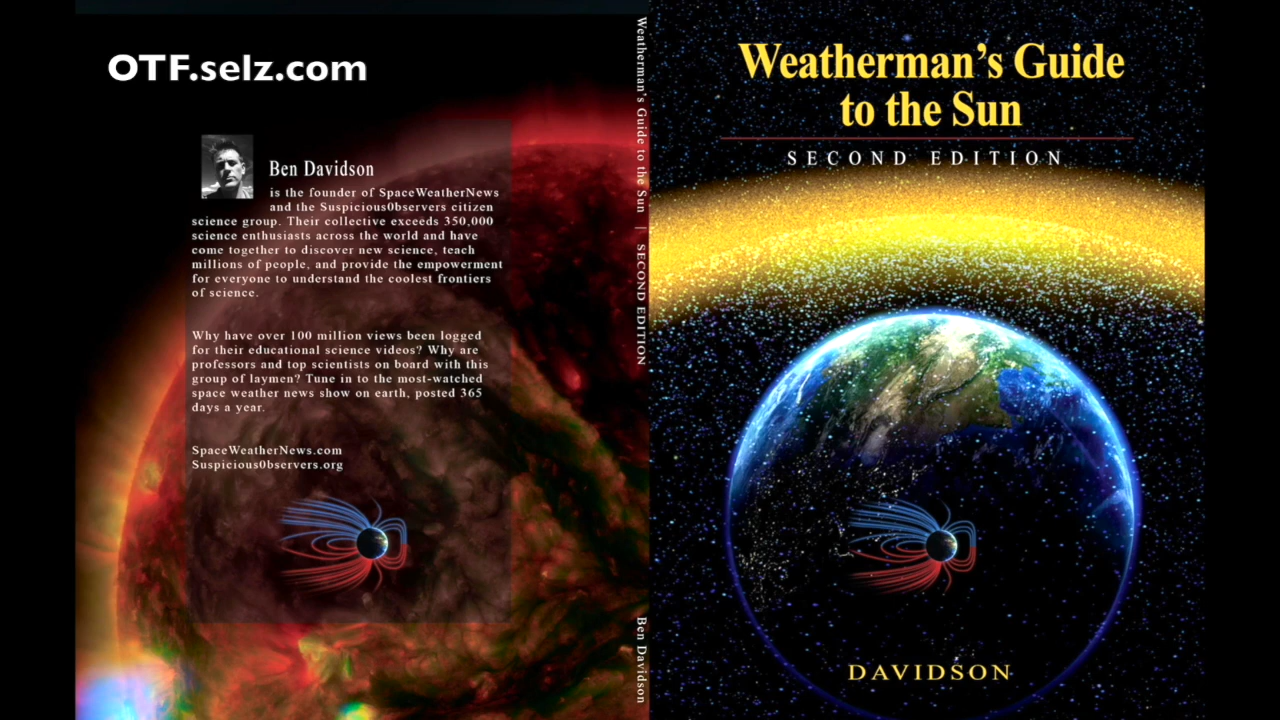 OTF.selz.com
Ben Davidson
is the founder of SpaceWeatherNews
and the Suspicious0bservers citizen
science group. Their collective exceeds 350,000
science enthusiasts across the world and have
come together to discover new science, teach
millions of people, and provide the empowerment
for everyone to understand the coolest frontiers
of science.
Why have over 100 million views been logged
for their educational science videos? Why are
professors and top scientists on board with this
group of laymen? Tune in to the most-watched
space weather news show on earth, posted 365
days a year.
SpaceWeatherNews.com
Suspicious0bservers.org
Weatherman's Guide to the Sun | SECOND EDITION
Ben Davidson
Weatherman's Guide
to the Sun
SECOND EDITION
DAVIDSON